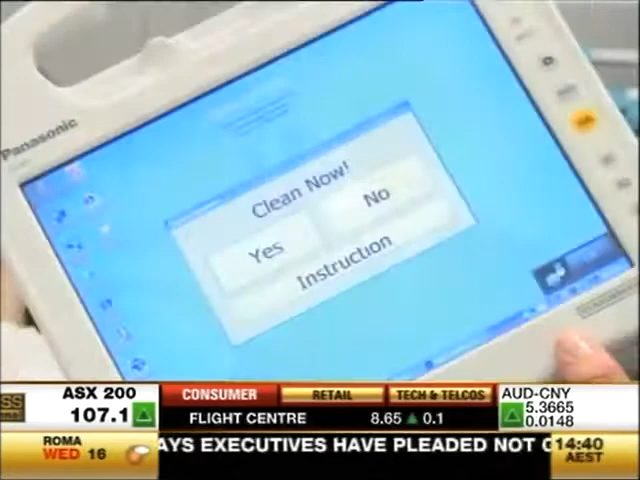 Panasonic
Clean Now!
Yes
No
Instruction
ASX 200
107.1
CONSUMER
RETAIL
TECH & TELCOS
FLIGHT CENTRE 8.65 0.1
AUD-CNY
5.3665
0.0148
ROMA
WED 16
AYS EXECUTIVES HAVE PLEADED NOT
14:40
AEST